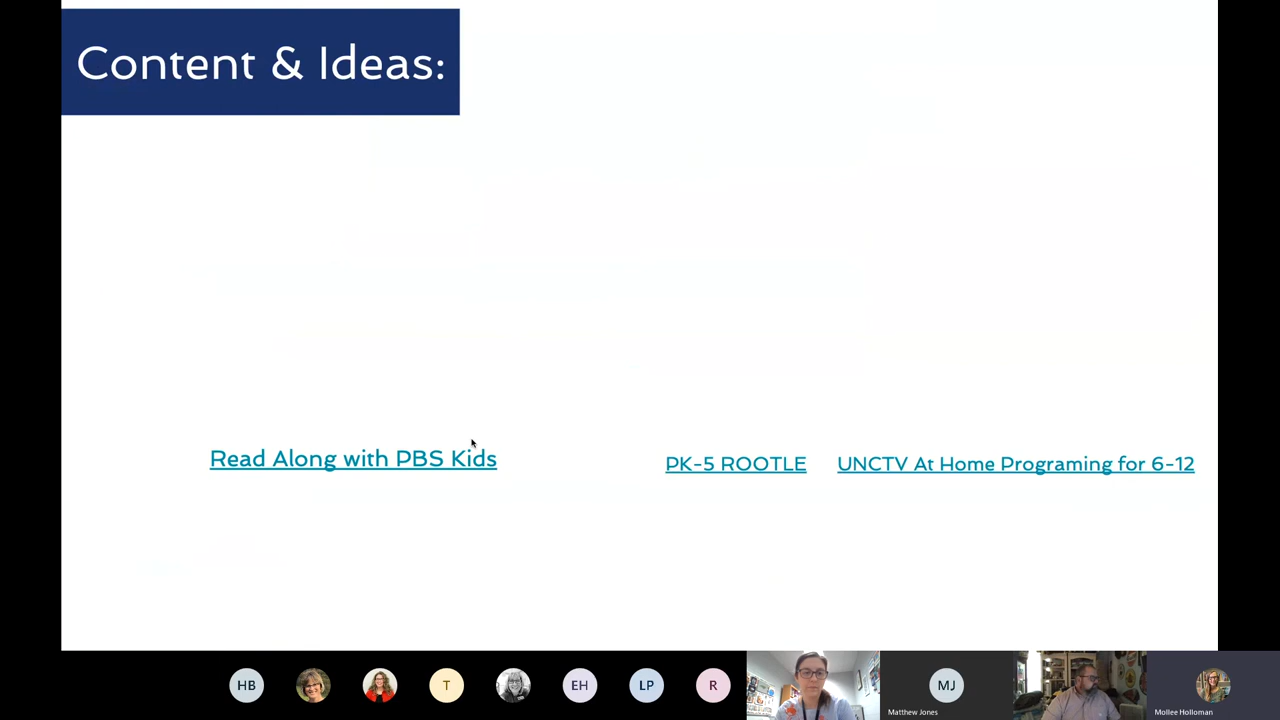 Content & Ideas:
Read Along with PBS Kids
PK-5 ROOTLE
UNCTV At Home Programing for 6-12
HB
T
EH
LP
R
MJ
Matthew Jones
Mollee Holloman